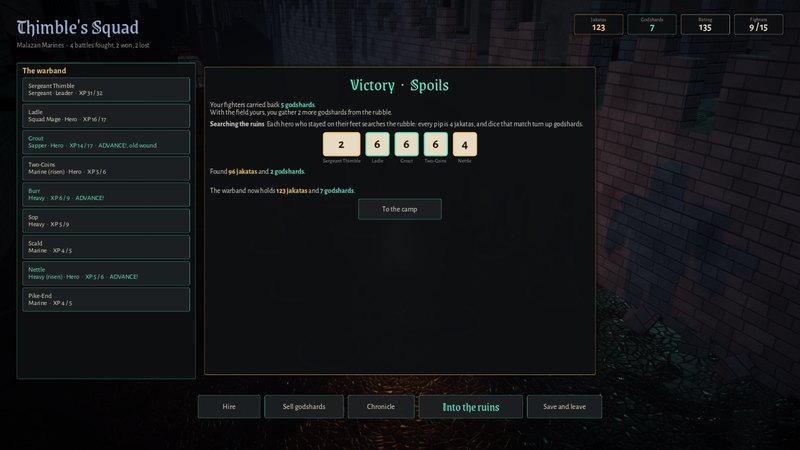 Thimble's Squad
Malazan Marines · 4 battles fought, 2 won, 2 lost
Jakatas
123
Godshards
7
Rating
135
Fighters
9 / 15
The warband
Sergeant Thimble
Sergeant · Leader · XP 31 / 32
Ladle
Squad Mage · Hero · XP 16 / 17
Grout
Sapper · Hero · XP 14 / 17 · ADVANCE!, old wound
Two-Coins
Marine (risen) · Hero · XP 5 / 6
Burr
Heavy · XP 6 / 9 · ADVANCE!
Sop
Heavy · XP 5 / 9
Scald
Marine · XP 4 / 5
Nettle
Heavy (risen) · Hero · XP 5 / 6 · ADVANCE!
Pike-End
Marine · XP 4 / 5
Victory · Spoils
Your fighters carried back 5 godshards.
With the field yours, you gather 2 more godshards from the rubble.
Searching the ruins Each hero who stayed on their feet searches the rubble: every pip is 4 jakatas, and dice that match turn up godshards.
2
6
6
6
4
Sergeant Thimble
Ladle
Grout
Two-Coins
Nettle
Found 96 jakatas and 2 godshards.
The warband now holds 123 jakatas and 7 godshards.
To the camp
Hire
Sell godshards
Chronicle
Into the ruins
Save and leave